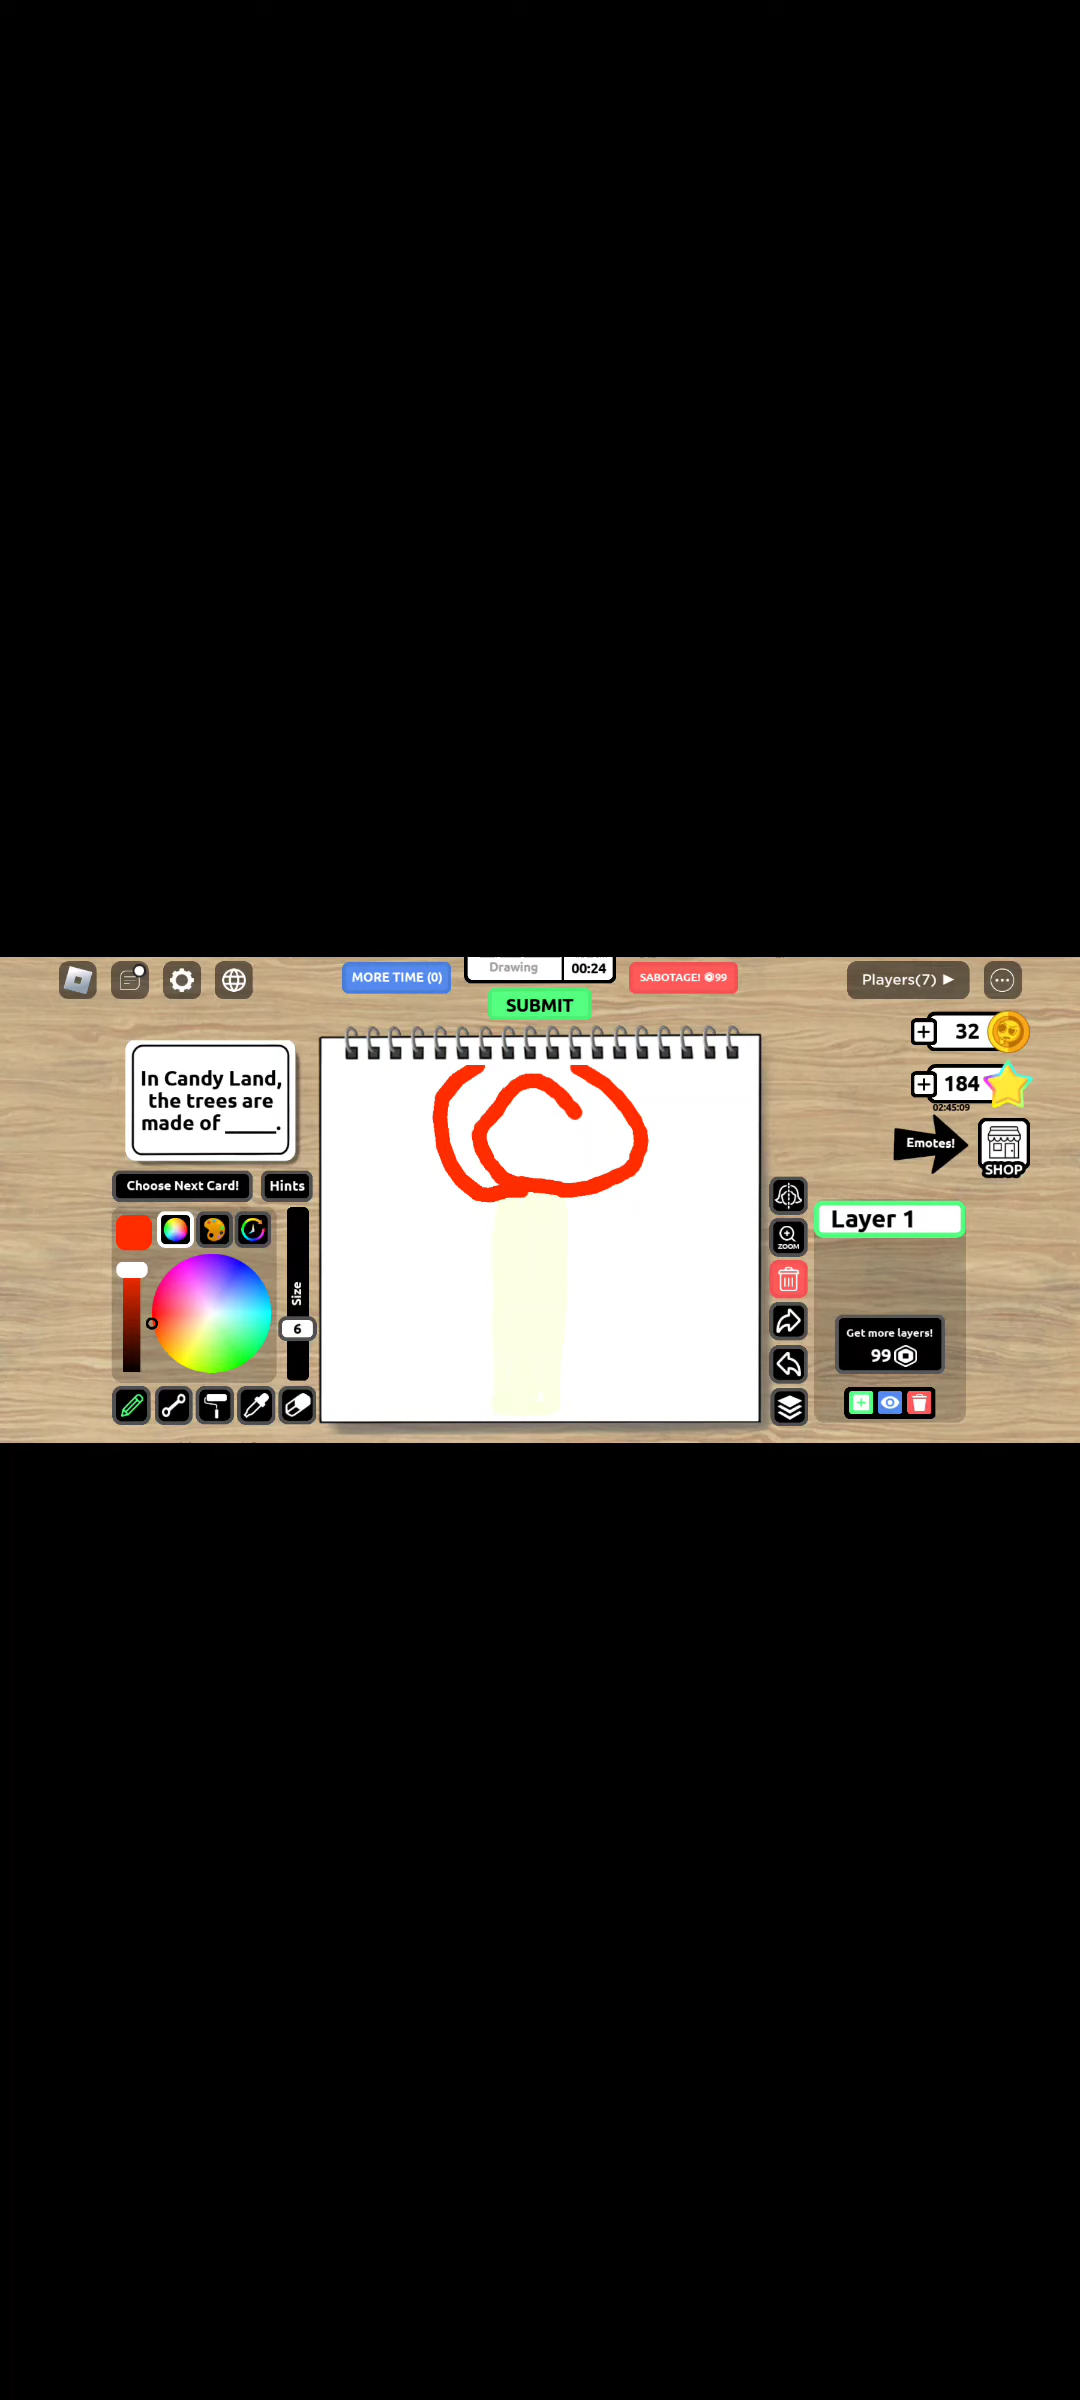 Drawing
00:24
MORE TIME (0)
SABOTAGE! 99
Players(7)
SUBMIT
32
184
02:45:09
Emotes!
SHOP
In Candy Land,
the trees are
made of _____.
Choose Next Card!
Hints
Size
6
ZOOM
Layer 1
Get more layers!
99